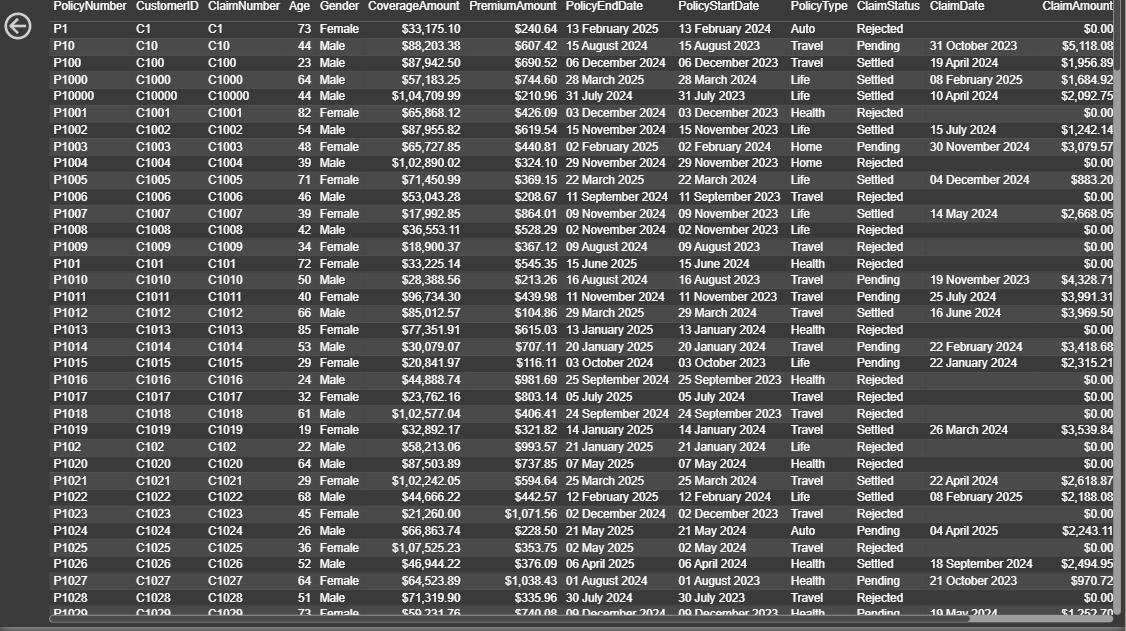 PolicyNumber CustomerID ClaimNumber Age Gender CoverageAmount PremiumAmount PolicyEndDate PolicyStartDate PolicyType ClaimStatus ClaimDate ClaimAmount
P1 C1 C1 73 Female $33,175.10 $240.64 13 February 2025 13 February 2024 Auto Rejected $0.00
P10 C10 C10 44 Male $88,203.38 $607.42 15 August 2024 15 August 2023 Travel Pending 31 October 2023 $5,118.08
P100 C100 C100 23 Male $87,942.50 $690.52 06 December 2024 06 December 2023 Travel Settled 19 April 2024 $1,956.89
P1000 C1000 C1000 64 Male $57,183.25 $744.60 28 March 2025 28 March 2024 Life Settled 08 February 2025 $1,684.92
P10000 C10000 C10000 44 Male $1,04,709.99 $210.96 31 July 2024 31 July 2023 Life Settled 10 April 2024 $2,092.75
P1001 C1001 C1001 82 Female $65,868.12 $426.09 03 December 2024 03 December 2023 Health Rejected $0.00
P1002 C1002 C1002 54 Male $87,955.82 $619.54 15 November 2024 15 November 2023 Life Settled 15 July 2024 $1,242.14
P1003 C1003 C1003 48 Female $65,727.85 $440.81 02 February 2025 02 February 2024 Home Pending 30 November 2024 $3,079.57
P1004 C1004 C1004 39 Male $1,02,890.02 $324.10 29 November 2024 29 November 2023 Home Rejected $0.00
P1005 C1005 C1005 71 Female $71,450.99 $369.15 22 March 2025 22 March 2024 Life Settled 04 December 2024 $883.20
P1006 C1006 C1006 46 Male $53,043.28 $208.67 11 September 2024 11 September 2023 Travel Rejected $0.00
P1007 C1007 C1007 39 Female $17,992.85 $864.01 09 November 2024 09 November 2023 Life Settled 14 May 2024 $2,668.05
P1008 C1008 C1008 42 Male $36,553.11 $528.29 02 November 2024 02 November 2023 Life Rejected $0.00
P1009 C1009 C1009 34 Female $18,900.37 $367.12 09 August 2024 09 August 2023 Travel Rejected $0.00
P101 C101 C101 72 Female $33,225.14 $545.35 15 June 2025 15 June 2024 Health Rejected $0.00
P1010 C1010 C1010 50 Male $28,388.56 $213.26 16 August 2024 16 August 2023 Travel Pending 19 November 2023 $4,328.71
P1011 C1011 C1011 40 Female $96,734.30 $439.98 11 November 2024 11 November 2023 Travel Pending 25 July 2024 $3,991.31
P1012 C1012 C1012 66 Male $85,012.57 $104.86 29 March 2025 29 March 2024 Travel Settled 16 June 2024 $3,969.50
P1013 C1013 C1013 85 Female $77,351.91 $615.03 13 January 2025 13 January 2024 Health Rejected $0.00
P1014 C1014 C1014 53 Male $30,079.07 $707.11 20 January 2025 20 January 2024 Travel Pending 22 February 2024 $3,418.68
P1015 C1015 C1015 29 Female $20,841.97 $116.11 03 October 2024 03 October 2023 Life Pending 22 January 2024 $2,315.21
P1016 C1016 C1016 24 Male $44,888.74 $981.69 25 September 2024 25 September 2023 Health Rejected $0.00
P1017 C1017 C1017 32 Female $23,762.16 $803.14 05 July 2025 05 July 2024 Travel Rejected $0.00
P1018 C1018 C1018 61 Male $1,02,577.04 $406.41 24 September 2024 24 September 2023 Travel Rejected $0.00
P1019 C1019 C1019 19 Female $32,892.17 $321.82 14 January 2025 14 January 2024 Travel Settled 26 March 2024 $3,539.84
P102 C102 C102 22 Male $58,213.06 $993.57 21 January 2025 21 January 2024 Life Rejected $0.00
P1020 C1020 C1020 64 Male $87,503.89 $737.85 07 May 2025 07 May 2024 Health Rejected $0.00
P1021 C1021 C1021 29 Female $1,02,242.05 $594.64 25 March 2025 25 March 2024 Travel Settled 22 April 2024 $2,618.87
P1022 C1022 C1022 68 Male $44,666.22 $442.57 12 February 2025 12 February 2024 Life Settled 08 February 2025 $2,188.08
P1023 C1023 C1023 45 Female $21,260.00 $1,071.56 02 December 2024 02 December 2023 Travel Rejected $0.00
P1024 C1024 C1024 26 Male $66,863.74 $228.50 21 May 2025 21 May 2024 Auto Pending 04 April 2025 $2,243.11
P1025 C1025 C1025 36 Female $1,07,525.23 $353.75 02 May 2025 02 May 2024 Travel Rejected $0.00
P1026 C1026 C1026 52 Male $46,944.22 $376.09 06 April 2025 06 April 2024 Health Settled 18 September 2024 $2,494.95
P1027 C1027 C1027 64 Female $64,523.89 $1,038.43 01 August 2024 01 August 2023 Health Pending 21 October 2023 $970.72
P1028 C1028 C1028 51 Male $71,319.90 $335.96 30 July 2024 30 July 2023 Travel Rejected $0.00
P1029 C1029 C1029 73 Female $59,231.76 $740.08 09 December 2024 09 December 2023 Health Pending 19 May 2024 $1,252.70